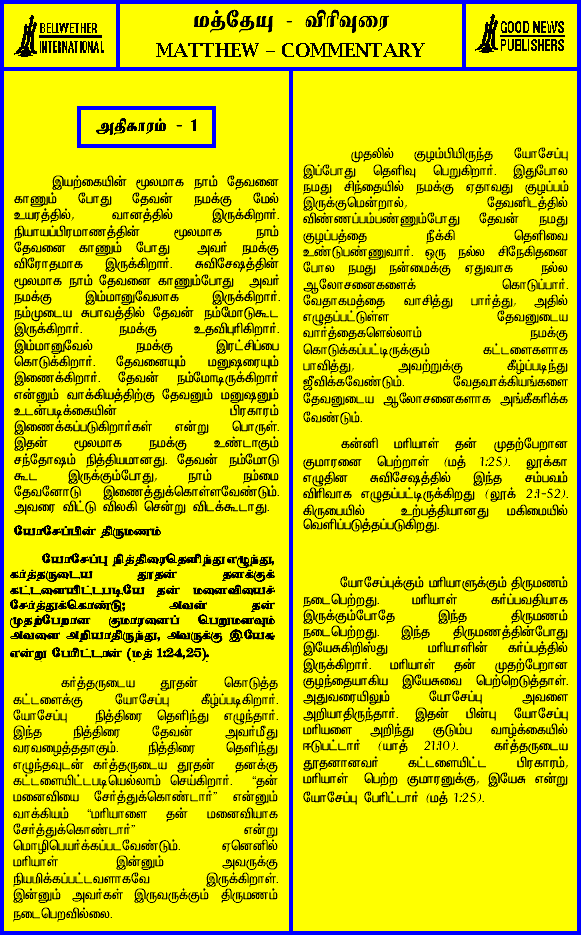 BELLWETHER
INTERNATIONAL
மத்தேயு - விரிவுரை
MATTHEW – COMMENTARY
GOOD NEWS
PUBLISHERS
அதிகாரம் - 1
இயற்கையின் மூலமாக நாம் தேவனை
காணும் போது தேவன் நமக்கு மேல்
உயரத்தில், வானத்தில் இருக்கிறார்.
நியாயப்பிரமாணத்தின் மூலமாக நாம்
தேவனை காணும் போது அவர் நமக்கு
விரோதமாக இருக்கிறார். சுவிசேஷத்தின்
மூலமாக நாம் தேவனை காணும்போது அவர்
நமக்கு இம்மானுவேலாக இருக்கிறார்.
நம்முடைய சுபாவத்தில் தேவன் நம்மோடுகூட
இருக்கிறார். நமக்கு உதவிபுரிகிறார்.
இம்மானுவேல் நமக்கு இரட்சிப்பை
கொடுக்கிறார். தேவனையும் மனுஷரையும்
இணைக்கிறார். தேவன் நம்மோடிருக்கிறார்
என்னும் வாக்கியத்திற்கு தேவனும் மனுஷனும்
உடன்படிக்கையின் பிரகாரம்
இணைக்கப்படுகிறார்கள் என்று பொருள்.
இதன் மூலமாக நமக்கு உண்டாகும்
சந்தோஷம் நித்தியமானது. தேவன் நம்மோடு
கூட இருக்கும்போது, நாம் நம்மை
தேவனோடு இணைத்துக்கொள்ளவேண்டும்.
அவரை விட்டு விலகி சென்று விடக்கூடாது.
யோசேப்பின் திருமணம்
யோசேப்பு நித்திரைதெளிந்து எழுந்து,
கர்த்தருடைய தூதன் தனக்குக்
கட்டளையிட்டபடியே தன் மனைவியைச்
சேர்த்துக்கொண்டு; அவள் தன்
முதற்பேறான குமாரனைப் பெறுமளவும்
அவளை அறியாதிருந்து, அவருக்கு இயேசு
என்று பேரிட்டான் (மத் 1:24,25).
கர்த்தருடைய தூதன் கொடுத்த
கட்டளைக்கு யோசேப்பு கீழ்ப்படிகிறார்.
யோசேப்பு நித்திரை தெளிந்து எழுந்தார்.
இந்த நித்திரை தேவன் அவர்மீது
வரவழைத்ததாகும். நித்திரை தெளிந்து
எழுந்தவுடன் கர்த்தருடைய தூதன் தனக்கு
கட்டளையிட்டபடியெல்லாம் செய்கிறார். "தன்
மனைவியை சேர்த்துக்கொண்டார்" என்னும்
வாக்கியம் "மரியாளை தன் மனைவியாக
சேர்த்துக்கொண்டார்" என்று
மொழிபெயர்க்கப்படவேண்டும். ஏனெனில்
மரியாள் இன்னும் அவருக்கு
நியமிக்கப்பட்டவளாகவே இருக்கிறாள்.
இன்னும் அவர்கள் இருவருக்கும் திருமணம்
நடைபெறவில்லை.
முதலில் குழம்பியிருந்த யோசேப்பு
இப்போது தெளிவு பெறுகிறார். இதுபோல
நமது சிந்தையில் நமக்கு ஏதாவது குழப்பம்
இருக்குமென்றால், தேவனிடத்தில்
விண்ணப்பம்பண்ணும்போது தேவன் நமது
குழப்பத்தை நீக்கி தெளிவை
உண்டுபண்ணுவார். ஒரு நல்ல சிநேகிதனை
போல நமது நன்மைக்கு ஏதுவாக நல்ல
ஆலோசனைகளைக் கொடுப்பார்.
வேதாகமத்தை வாசித்து பார்த்து, அதில்
எழுதப்பட்டுள்ள தேவனுடைய
வார்த்தைகளெல்லாம் நமக்கு
கொடுக்கப்பட்டிருக்கும் கட்டளைகளாக
பாவித்து, அவற்றுக்கு கீழ்ப்படிந்து
ஜீவிக்கவேண்டும். வேதவாக்கியங்களை
தேவனுடைய ஆலோசனைகளாக அங்கீகரிக்க
வேண்டும்.
கன்னி மரியாள் தன் முதற்பேறான
குமாரனை பெற்றாள் (மத் 1:25). லூக்கா
எழுதின சுவிசேஷத்தில் இந்த சம்பவம்
விரிவாக எழுதப்பட்டிருக்கிறது (லூக் 2:1-52).
கிருபையில் உற்பத்தியானது மகிமையில்
வெளிப்படுத்தப்படுகிறது.
யோசேப்புக்கும் மரியாளுக்கும் திருமணம்
நடைபெற்றது. மரியாள் கர்ப்பவதியாக
இருக்கும்போதே இந்த திருமணம்
நடைபெற்றது. இந்த திருமணத்தின்போது
இயேசுகிறிஸ்து மரியாளின் கர்ப்பத்தில்
இருக்கிறார். மரியாள் தன் முதற்பேறான
குழந்தையாகிய இயேசுவை பெற்றெடுத்தாள்.
அதுவரையிலும் யோசேப்பு அவளை
அறியாதிருந்தார். இதன் பின்பு யோசேப்பு
மரியாளை அறிந்து குடும்ப வாழ்க்கையில்
ஈடுபட்டார் (யாத் 21:10). கர்த்தருடைய
தூதனானவர் கட்டளையிட்ட பிரகாரம்,
மரியாள் பெற்ற குமாரனுக்கு, இயேசு என்று
யோசேப்பு பேரிட்டார் (மத் 1:25).